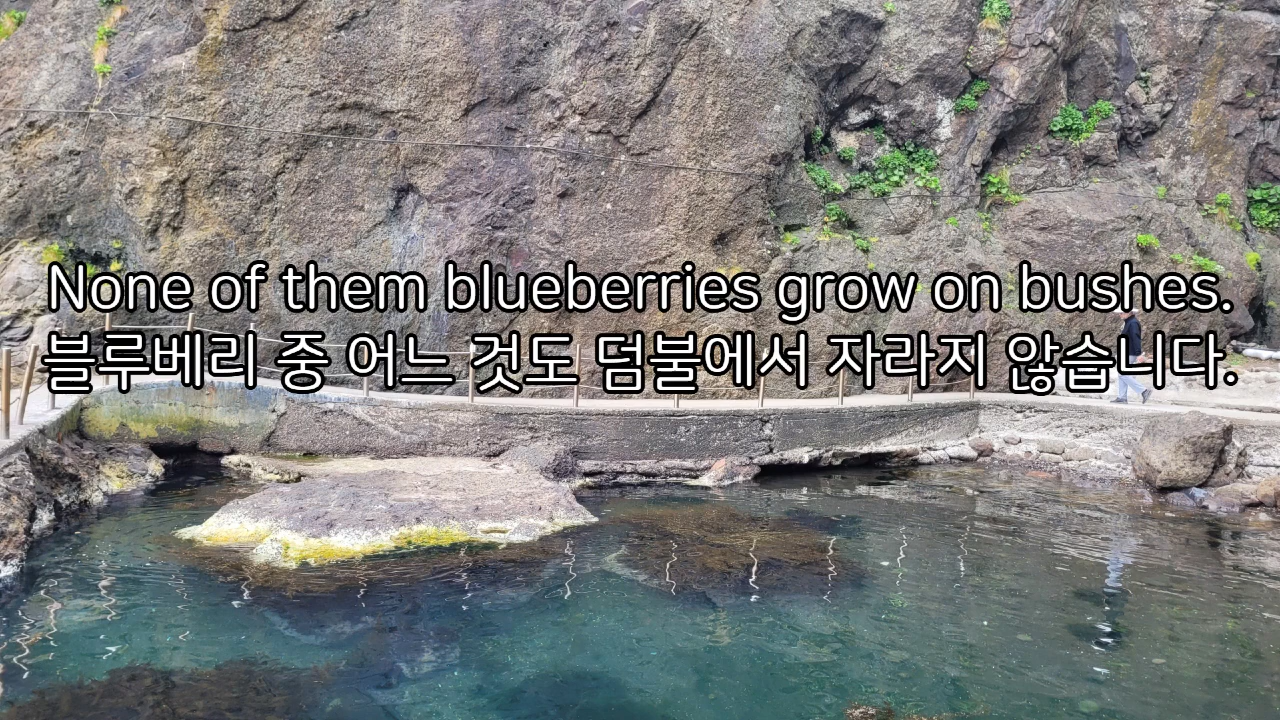 None of them blueberries grow on bushes.
블루베리 중 어느 것도 덤불에서 자라지 않습니다.